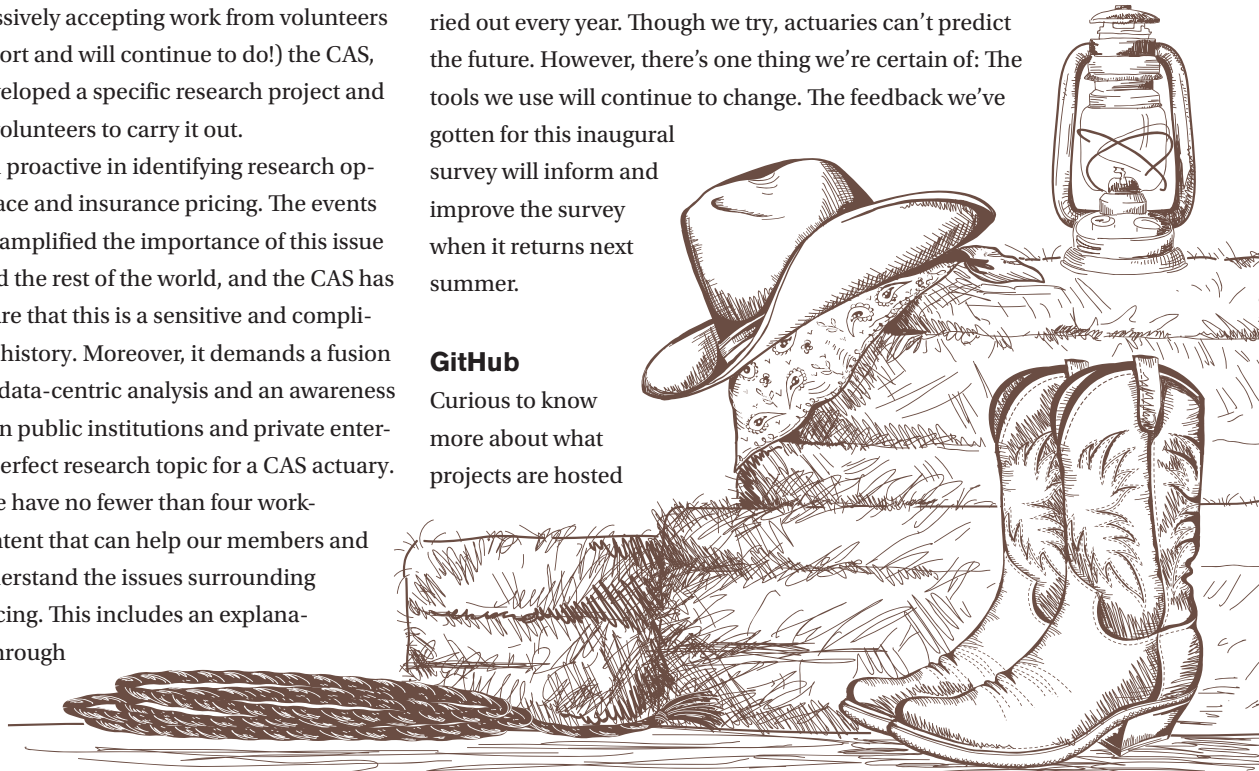 ssively accepting work from volunteers
ort and will continue to do!) the CAS,
veloped a specific research project and
olunteers to carry it out.
proactive in identifying research op-
ace and insurance pricing. The events
amplified the importance of this issue
d the rest of the world, and the CAS has
re that this is a sensitive and compli-
history. Moreover, it demands a fusion
data-centric analysis and an awareness
n public institutions and private enter-
erfect research topic for a CAS actuary.
e have no fewer than four work-
ntent that can help our members and
erstand the issues surrounding
cing. This includes an explana-
hrough
ried out every year. Though we try, actuaries can’t predict
the future. However, there’s one thing we’re certain of: The
tools we use will continue to change. The feedback we’ve
gotten for this inaugural
survey will inform and
improve the survey
when it returns next
summer.
GitHub
Curious to know
more about what
projects are hosted